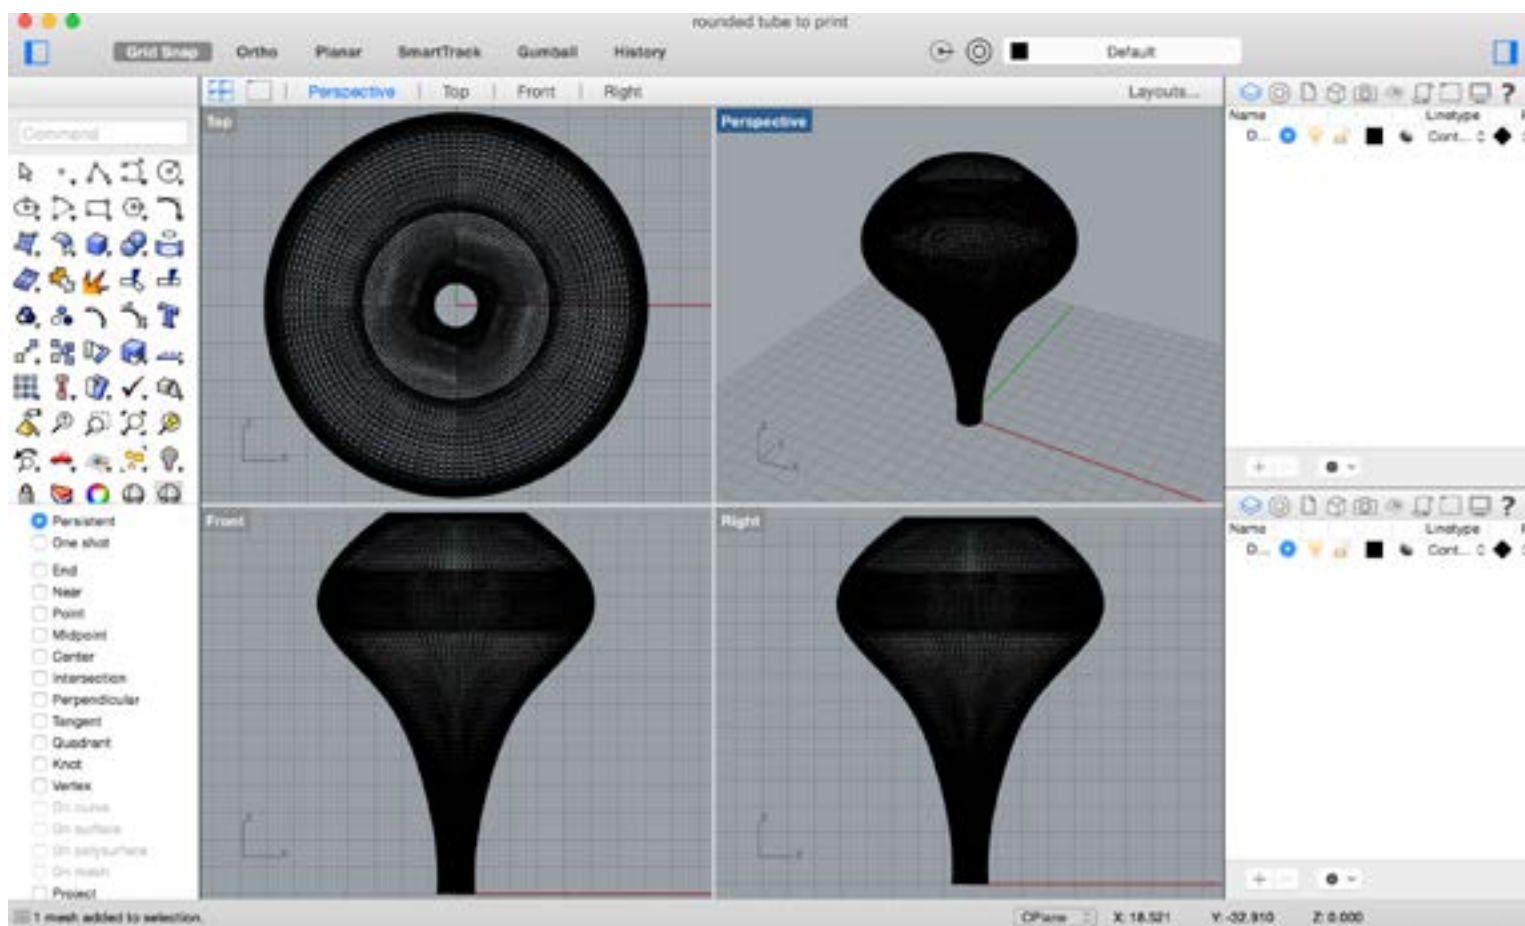 rounded tube to print
Grid Snap Ortho Planar SmartTrack Gumball History Default
Perspective Top Front Right Layouts...
Command
Top
Perspective
Front
Right
Name Linetype
D... Cont...
Name Linetype
D... Cont...
Persistent
One shot
End
Near
Point
Midpoint
Center
Intersection
Perpendicular
Tangent
Quadrant
Knot
Vertex
On curve
On surface
On polysurface
On mesh
Project
1 mesh added to selection.
CPlane X: 18.521 Y: -32.910 Z: 0.000